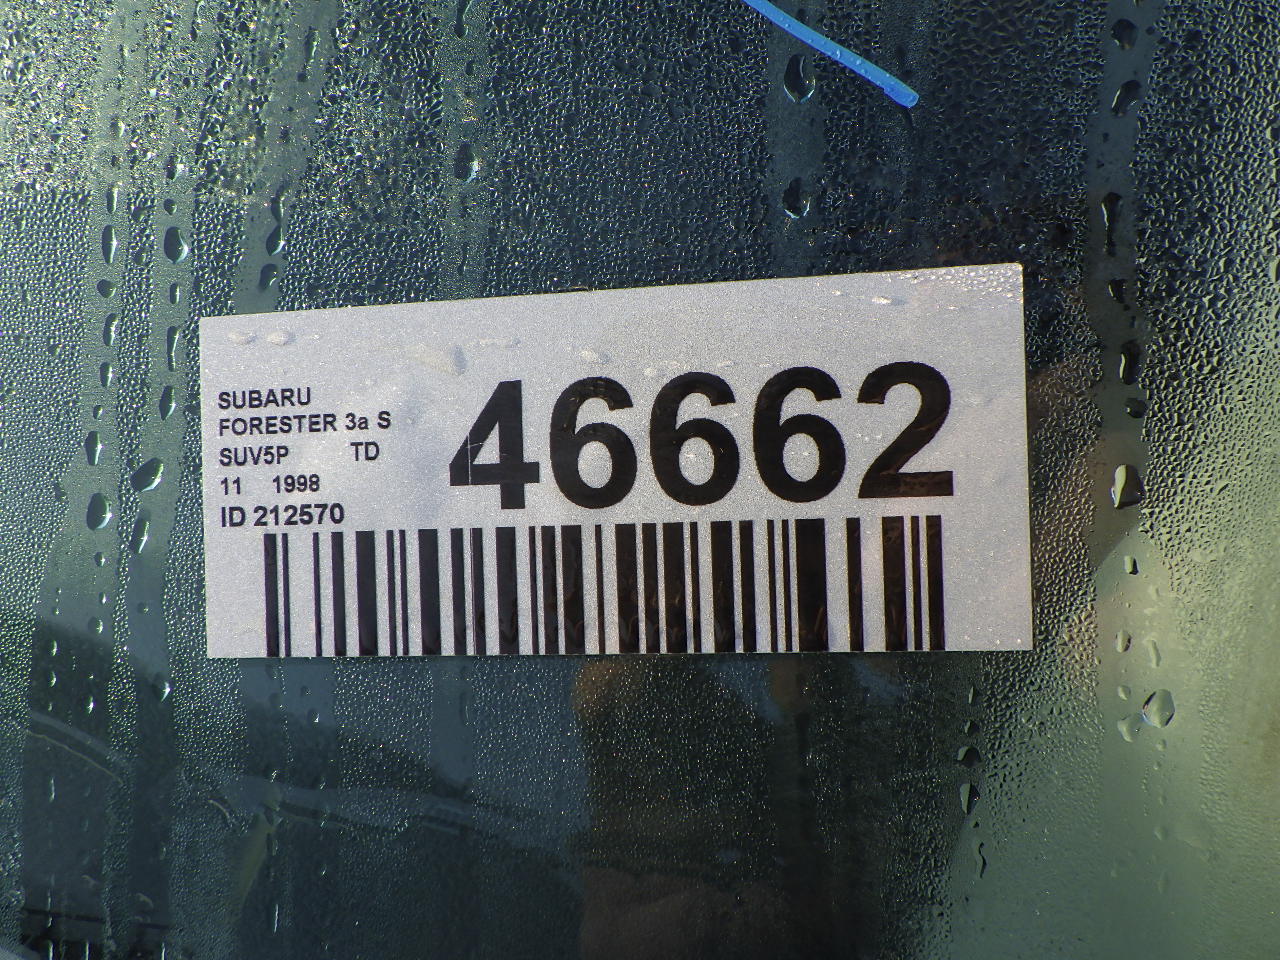 SUBARU
FORESTER 3a S
SUV5P TD
11 1998
ID 212570
46662